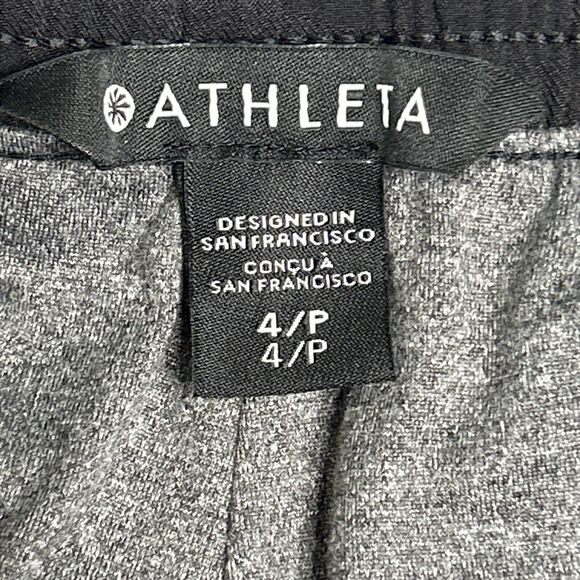 ATHLETA
DESIGNED IN
SAN FRANCISCO
CONÇU À
SAN FRANCISCO
4/P
4/P